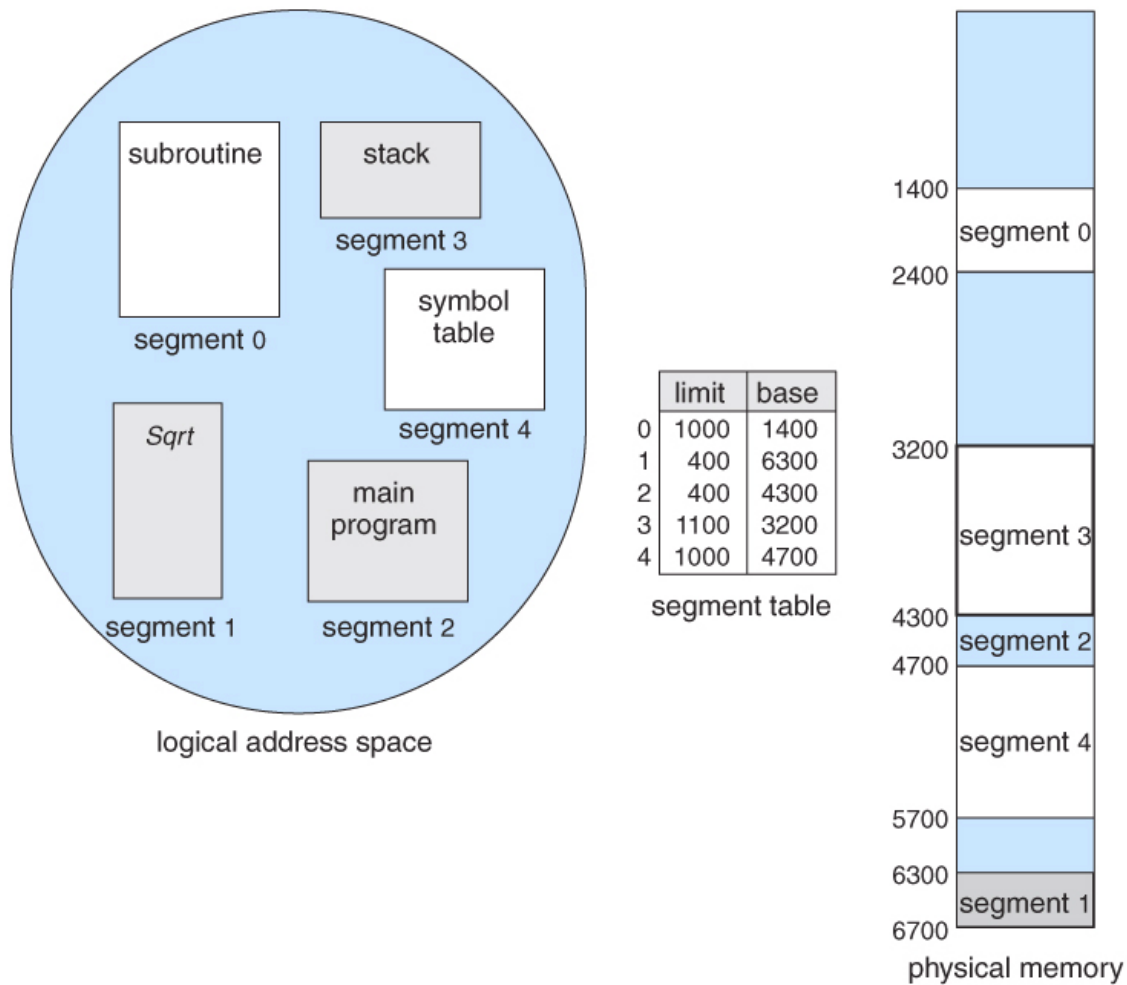 subroutine
segment 0
stack
segment 3
symbol
table
segment 4
Sqrt
segment 1
main
program
segment 2
logical address space
limit base
0 1000 1400
1 400 6300
2 400 4300
3 1100 3200
4 1000 4700
segment table
1400
segment 0
2400
3200
segment 3
4300
segment 2
4700
segment 4
5700
6300
segment 1
6700
physical memory